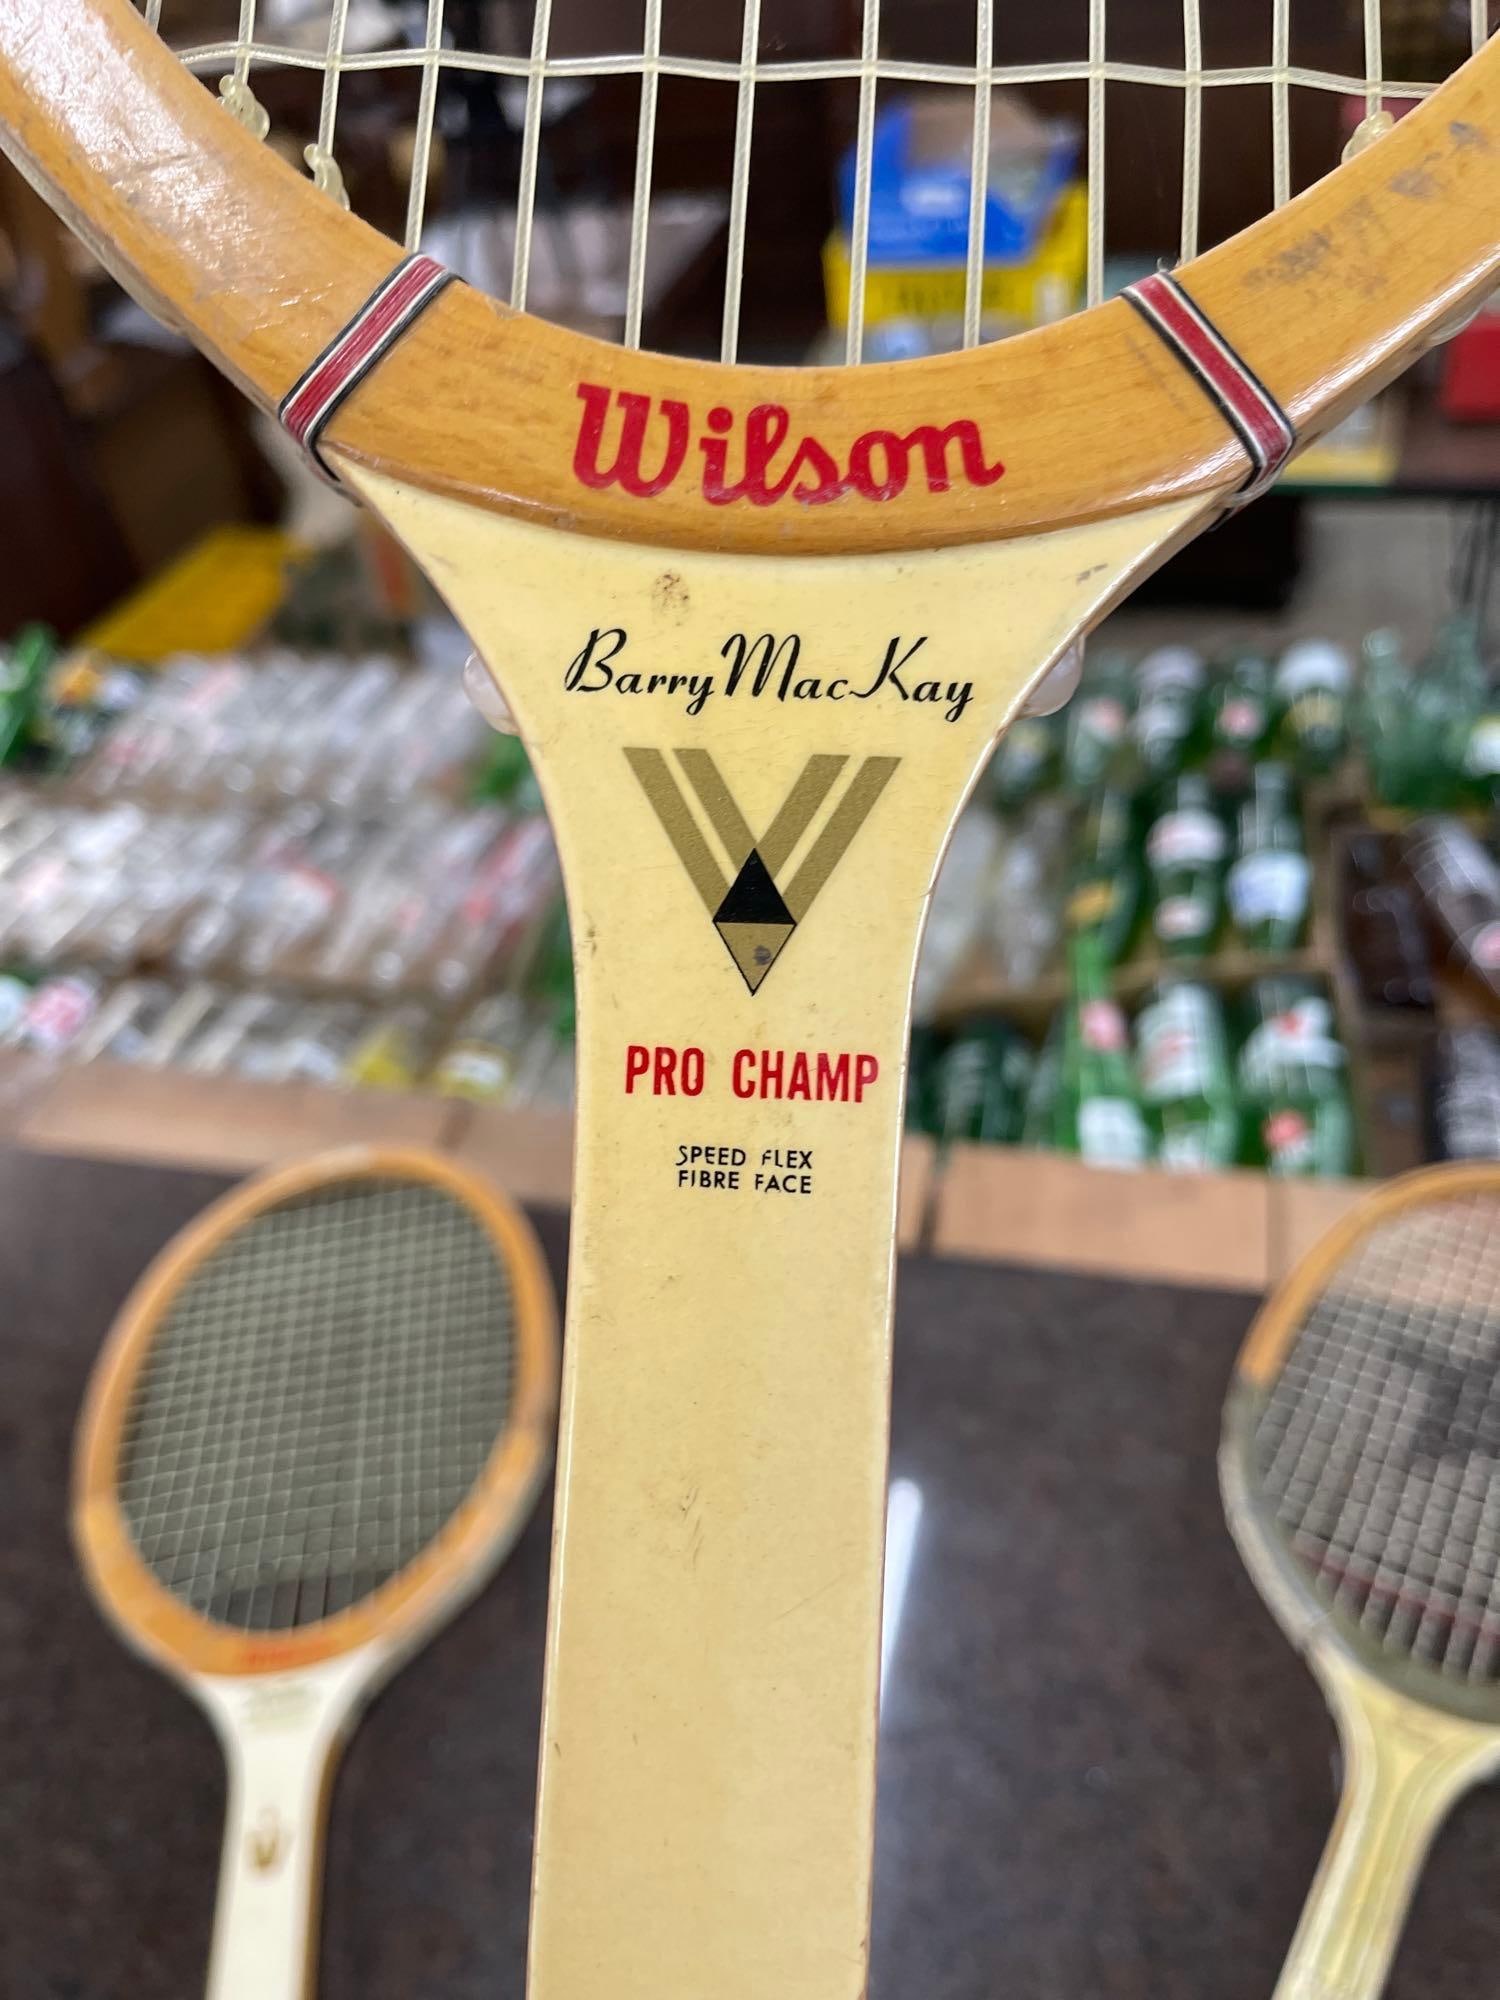 Wilson
Barry MacKay
PRO CHAMP
SPEED FLEX
FIBRE FACE